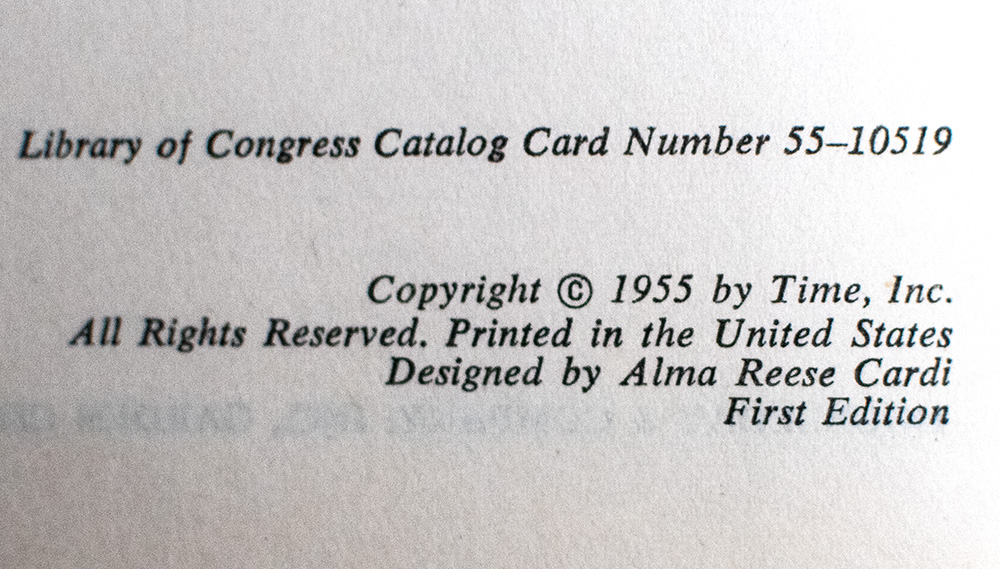 Library of Congress Catalog Card Number 55–10519
Copyright © 1955 by Time, Inc.
All Rights Reserved. Printed in the United States
Designed by Alma Reese Cardi
First Edition